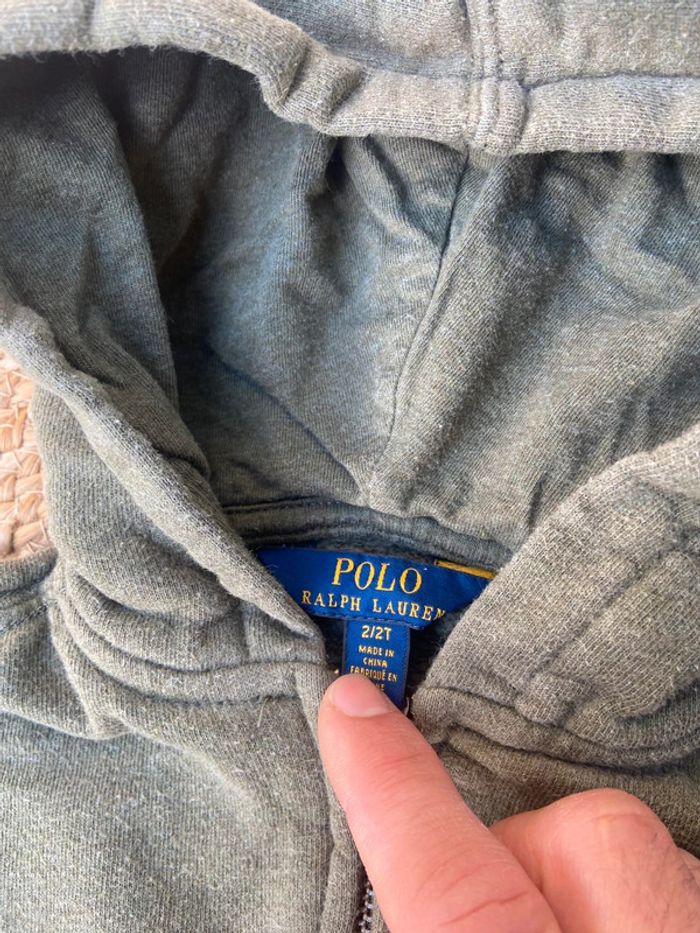 POLO
RALPH LAUREN
2/2T
MADE IN
CHINA
FABRIQUÉ EN